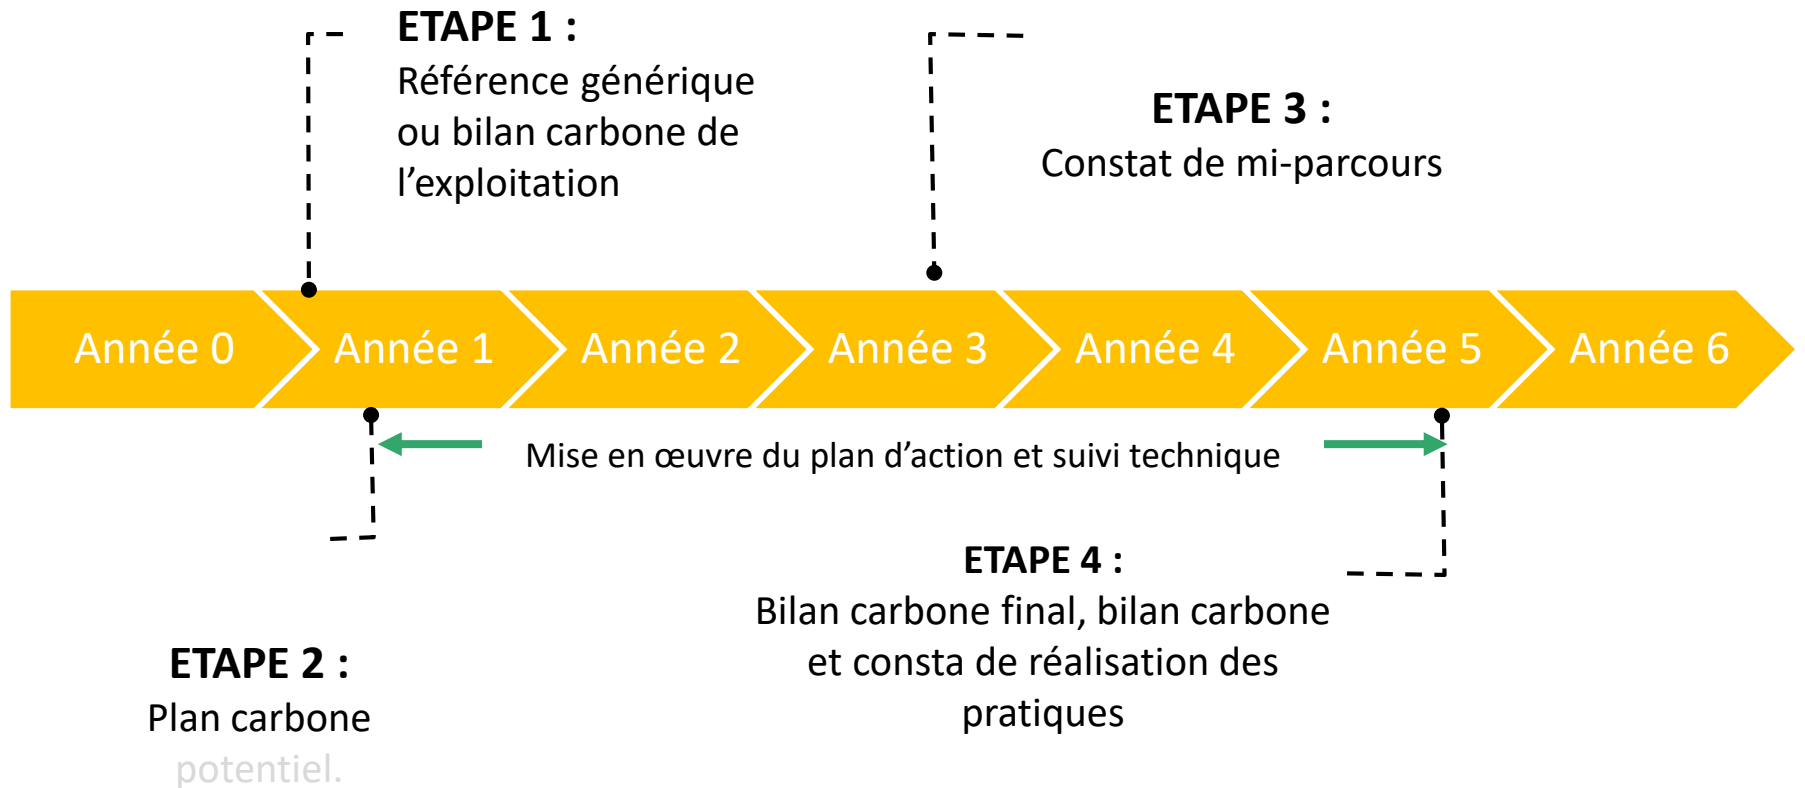 ETAPE 1 :
Référence générique
ou bilan carbone de
l’exploitation
ETAPE 3 :
Constat de mi-parcours
Année 0
Année 1
Année 2
Année 3
Année 4
Année 5
Année 6
Mise en œuvre du plan d’action et suivi technique
ETAPE 4 :
Bilan carbone final, bilan carbone
et consta de réalisation des
pratiques
ETAPE 2 :
Plan carbone
potentiel.